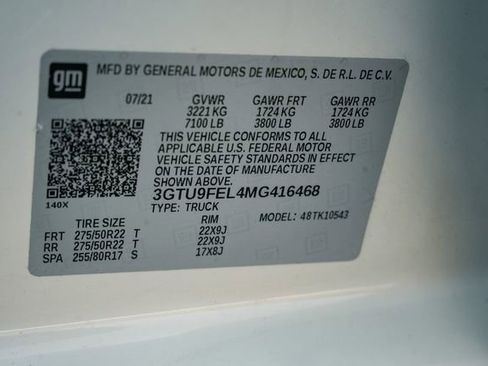 gm
MFD BY GENERAL MOTORS DE MEXICO, S. DE R.L. DE C.V.
07/21 GVWR GAWR FRT GAWR RR
3221 KG 1724 KG 1724 KG
7100 LB 3800 LB 3800 LB
THIS VEHICLE CONFORMS TO ALL
APPLICABLE U.S. FEDERAL MOTOR
VEHICLE SAFETY STANDARDS IN EFFECT
ON THE DATE OF MANUFACTURE
SHOWN ABOVE.
3GTU9FEL4MG416468
140X TYPE: TRUCK MODEL: 48TK10543
TIRE SIZE RIM
FRT 275/50R22 T 22X9J
RR 275/50R22 T 22X9J
SPA 255/80R17 S 17X8J